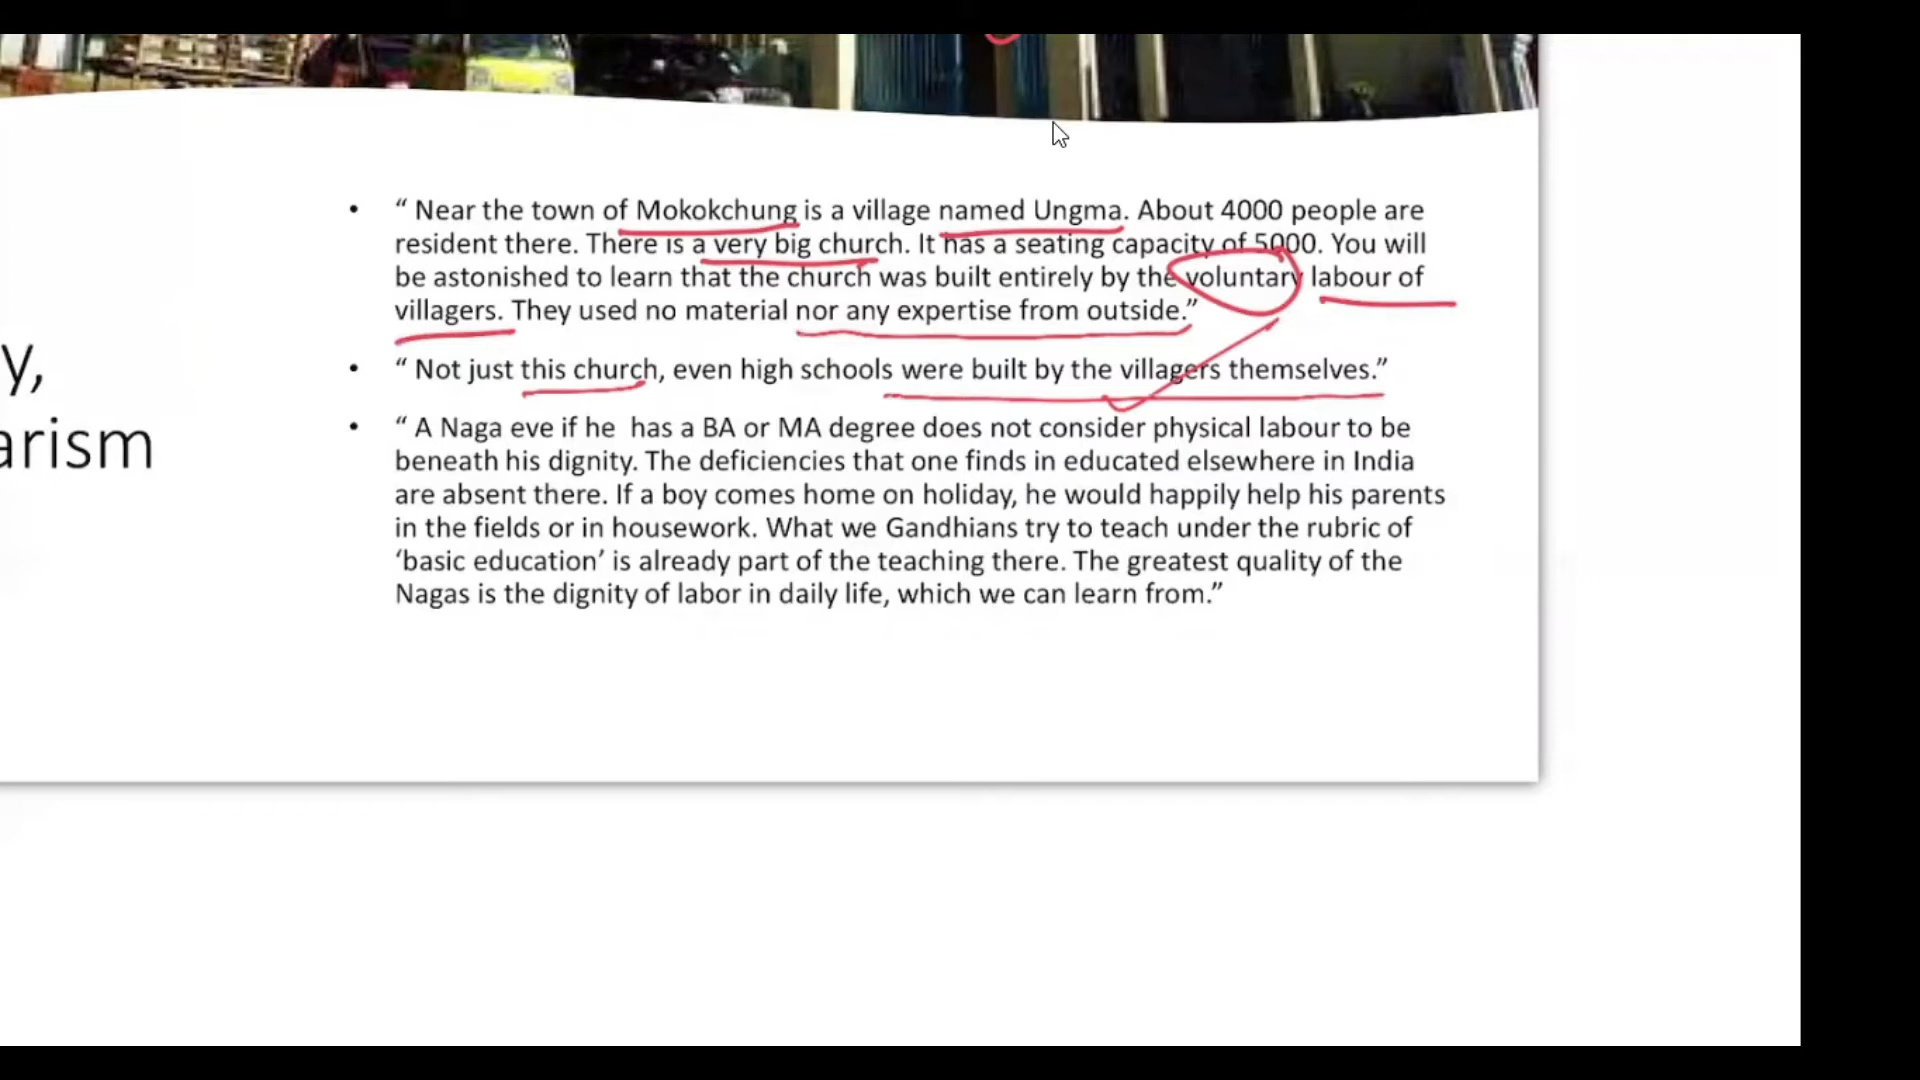 y,
arism
• “ Near the town of Mokokchung is a village named Ungma. About 4000 people are
resident there. There is a very big church. It has a seating capacity of 5000. You will
be astonished to learn that the church was built entirely by the voluntary labour of
villagers. They used no material nor any expertise from outside.”
• “ Not just this church, even high schools were built by the villagers themselves.”
• “ A Naga eve if he  has a BA or MA degree does not consider physical labour to be
beneath his dignity. The deficiencies that one finds in educated elsewhere in India
are absent there. If a boy comes home on holiday, he would happily help his parents
in the fields or in housework. What we Gandhians try to teach under the rubric of
‘basic education’ is already part of the teaching there. The greatest quality of the
Nagas is the dignity of labor in daily life, which we can learn from.”